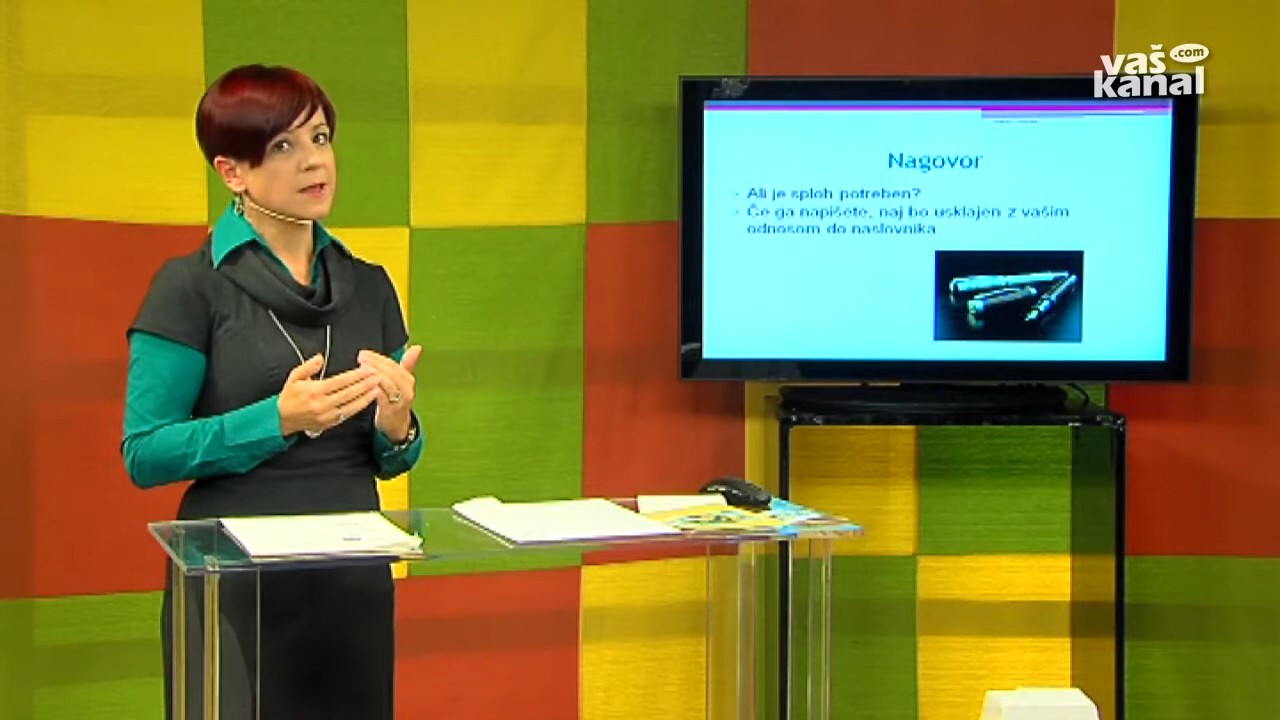 vaš .com
kanal
Nagovor
- Ali je sploh potreben?
- Če ga napišete, naj bo usklajen z vašim
odnosom do naslovnika.